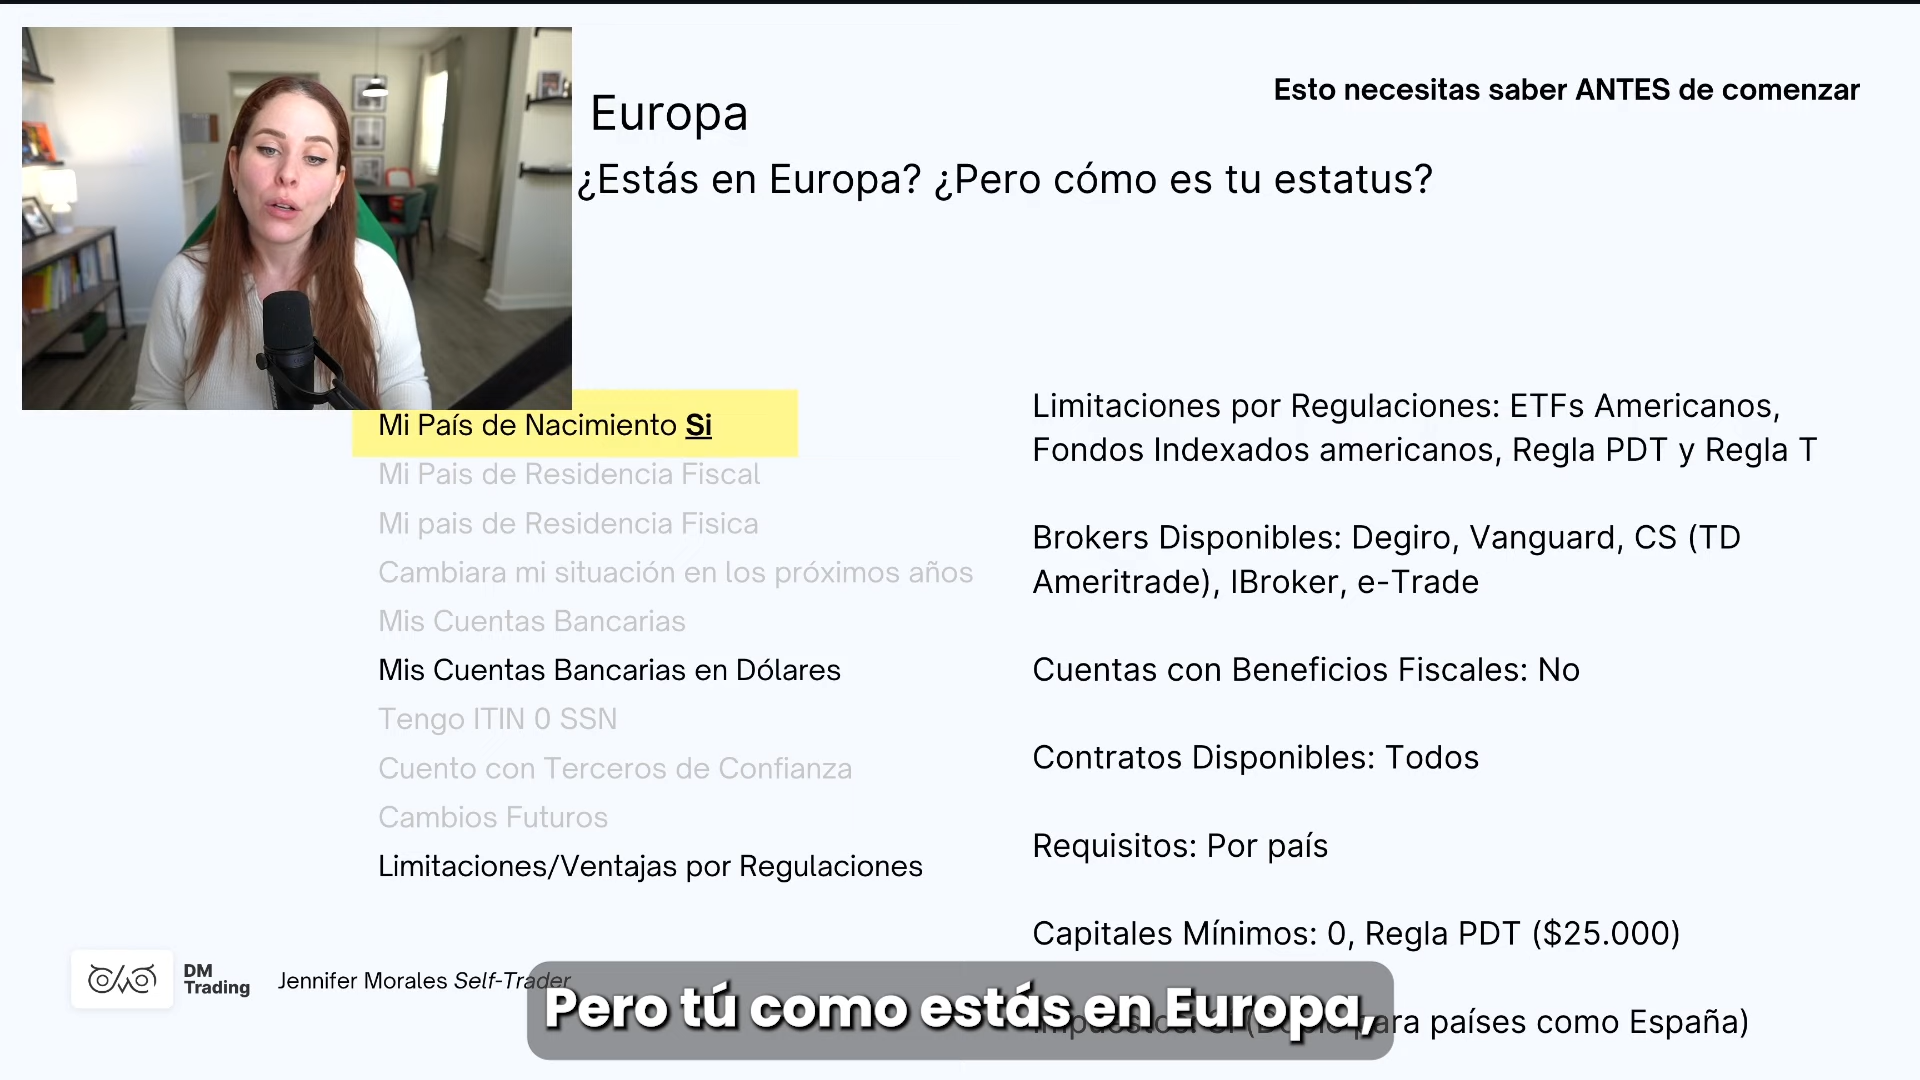 Esto necesitas saber ANTES de comenzar
Europa
¿Estás en Europa? ¿Pero cómo es tu estatus?
Mi País de Nacimiento Si
Mi Pais de Residencia Fiscal
Mi pais de Residencia Fisica
Cambiara mi situación en los próximos años
Mis Cuentas Bancarias
Mis Cuentas Bancarias en Dólares
Tengo ITIN 0 SSN
Cuento con Terceros de Confianza
Cambios Futuros
Limitaciones/Ventajas por Regulaciones
Limitaciones por Regulaciones: ETFs Americanos,
Fondos Indexados americanos, Regla PDT y Regla T
Brokers Disponibles: Degiro, Vanguard, CS (TD
Ameritrade), IBroker, e-Trade
Cuentas con Beneficios Fiscales: No
Contratos Disponibles: Todos
Requisitos: Por país
Capitales Mínimos: 0, Regla PDT ($25.000)
para países como España)
DM
Trading
Jennifer Morales Self-Trader
Pero tú como estás en Europa,